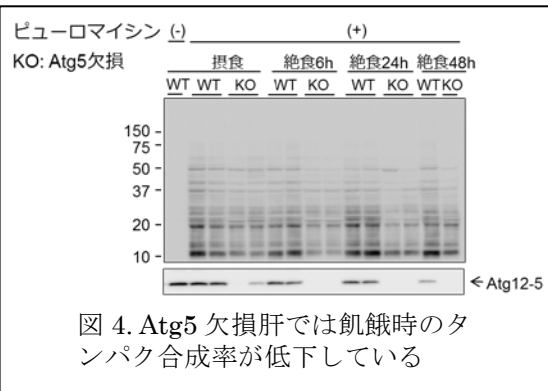 ピューロマイシン (-) (+)
KO: Atg5欠損 摂食 絶食6h 絶食24h 絶食48h
WT WT KO WT KO WT KO WT KO
150
75
50
37
20
10
←Atg12-5
図 4. Atg5 欠損肝では飢餓時のタ
ンパク合成率が低下している